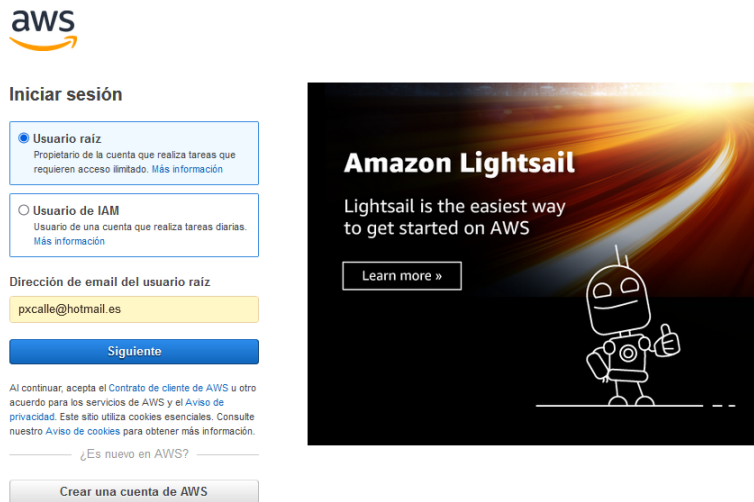 aws
Iniciar sesión
Usuario raíz
Propietario de la cuenta que realiza tareas que
requieren acceso ilimitado. Más información
Usuario de IAM
Usuario de una cuenta que realiza tareas diarias.
Más información
Dirección de email del usuario raíz
pxcalle@hotmail.es
Siguiente
Al continuar, acepta el Contrato de cliente de AWS u otro
acuerdo para los servicios de AWS y el Aviso de
privacidad. Este sitio utiliza cookies esenciales. Consulte
nuestro Aviso de cookies para obtener más información.
¿Es nuevo en AWS?
Crear una cuenta de AWS
Amazon Lightsail
Lightsail is the easiest way
to get started on AWS
Learn more »